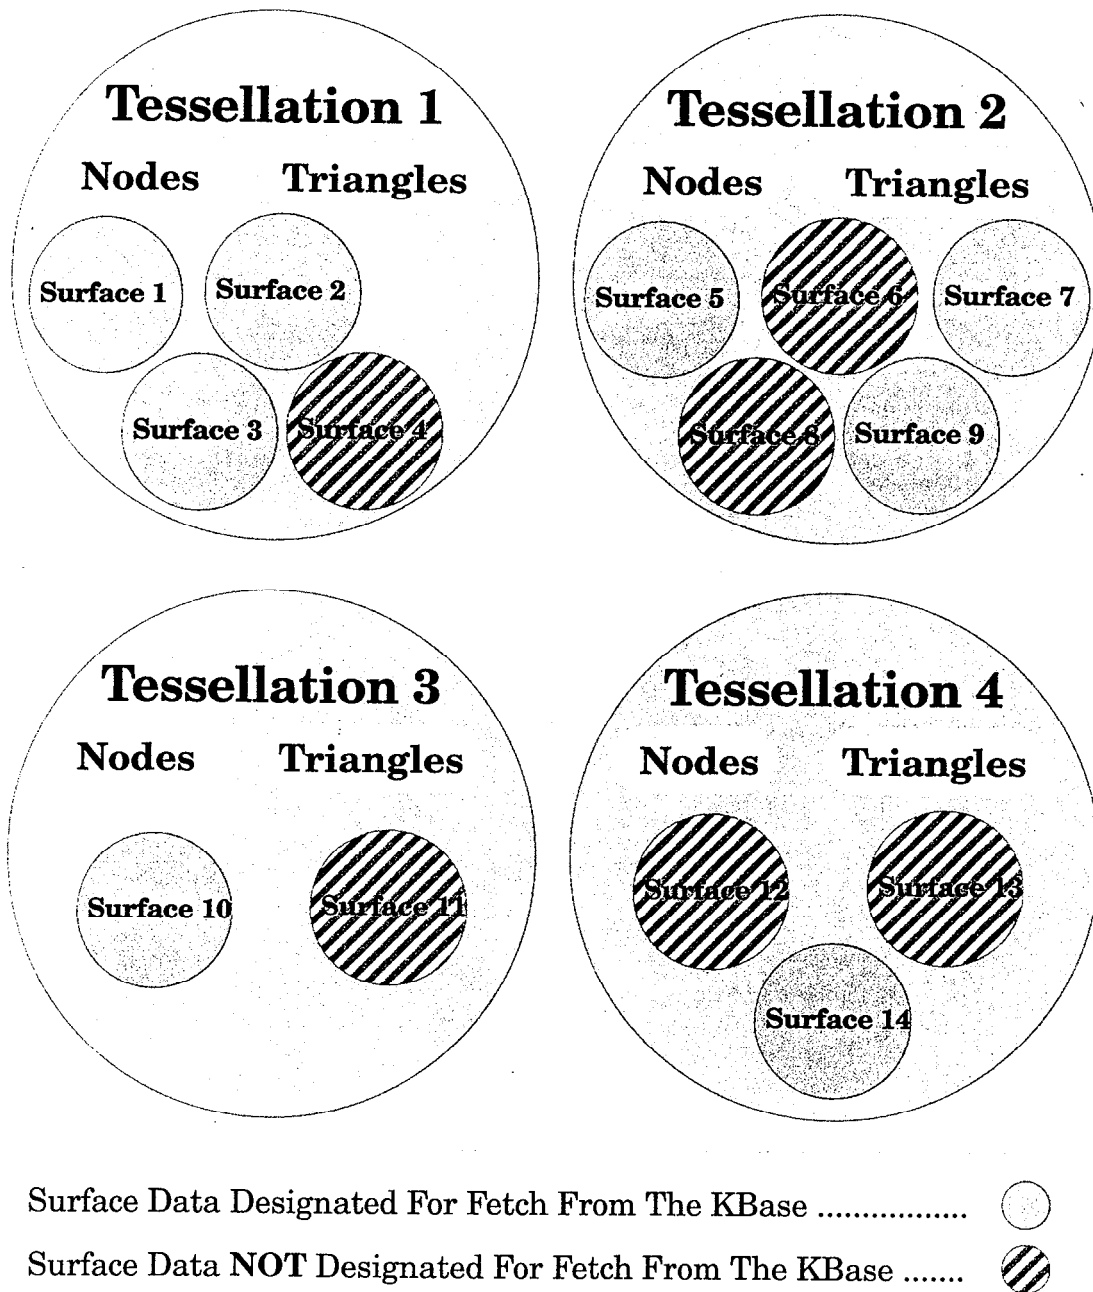 Tessellation 1
Nodes Triangles
Surface 1 Surface 2
Surface 3 Surface 4
Tessellation 2
Nodes Triangles
Surface 5 Surface 6 Surface 7
Surface 8 Surface 9
Tessellation 3
Nodes Triangles
Surface 10 Surface 11
Tessellation 4
Nodes Triangles
Surface 12 Surface 13
Surface 14
Surface Data Designated For Fetch From The KBase .................
Surface Data NOT Designated For Fetch From The KBase .......